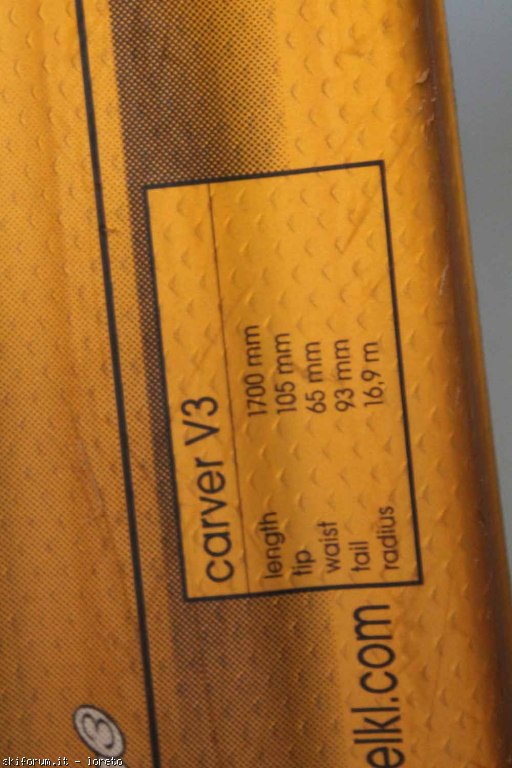 carver V3
length 1700 mm
tip 105 mm
waist 65 mm
tail 93 mm
radius 16,9 m
elkl.com
3
skiforum.it - loreto